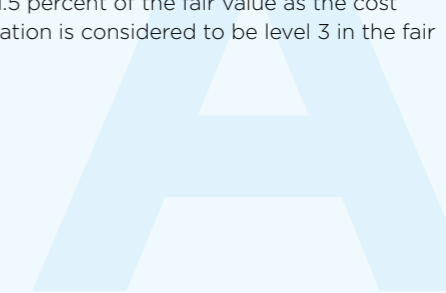 1.5 percent of the fair value as the cost
ation is considered to be level 3 in the fair
A